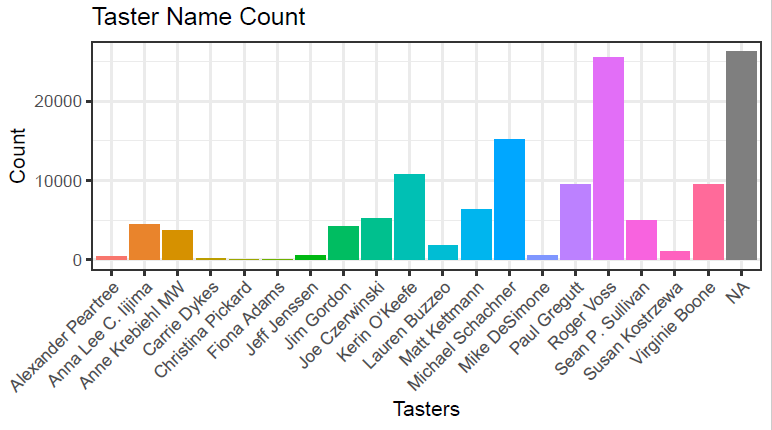 Taster Name Count
Count
20000
10000
0
Alexander Peartree
Anna Lee C. Iijima
Anne Krebiehl MW
Carrie Dykes
Christina Pickard
Fiona Adams
Jeff Jenssen
Jim Gordon
Joe Czerwinski
Kerin O'Keefe
Lauren Buzzeo
Matt Kettmann
Michael Schachner
Mike DeSimone
Paul Gregutt
Roger Voss
Sean P. Sullivan
Susan Kostrzewa
Virginie Boone
NA
Tasters